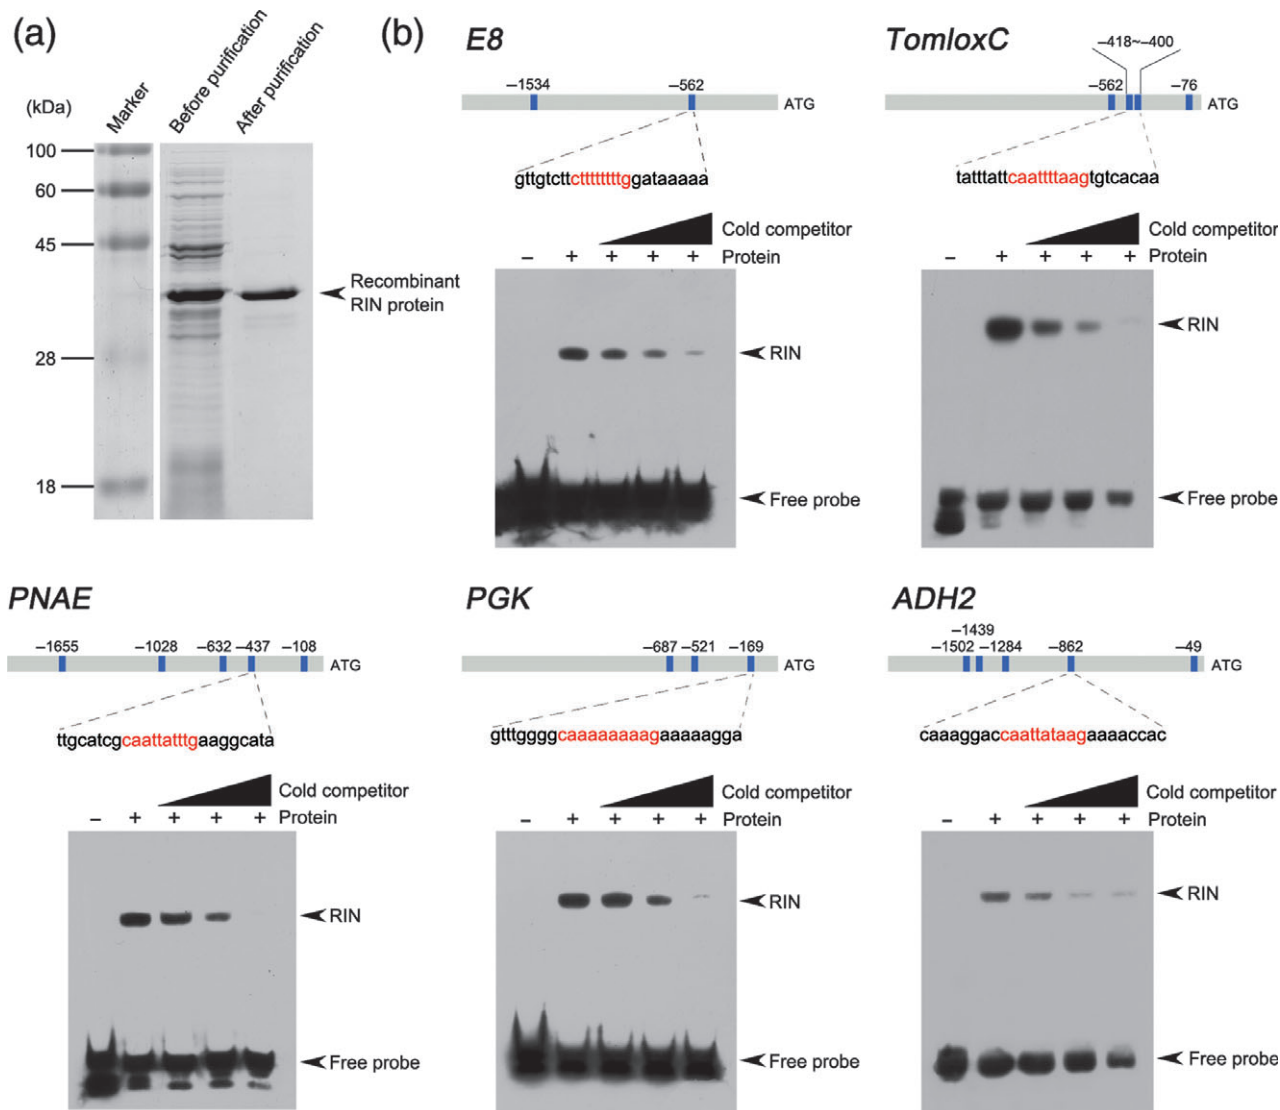 (a)
(kDa)
Marker
Before purification
After purification
100
60
45
28
18
Recombinant
RIN protein
(b)
E8
–1534
–562
ATG
gttgtcttctttttttttggataaaaa
Cold competitor
– + + + + Protein
RIN
Free probe
TomloxC
–418~–400
–562
–76
ATG
tatttattcaattttaagtgtcacaa
Cold competitor
– + + + + Protein
RIN
Free probe
PNAE
–1655
–1028
–632
–437
–108
ATG
ttgcatcgcaattatttgaaggcata
Cold competitor
– + + + + Protein
RIN
Free probe
PGK
–687
–521
–169
ATG
gtttggggcaaaaaaaagaaaaagga
Cold competitor
– + + + + Protein
RIN
Free probe
ADH2
–1439
–1502
–1284
–862
–49
ATG
caaaggaccaattataagaaaaccac
Cold competitor
– + + + + Protein
RIN
Free probe